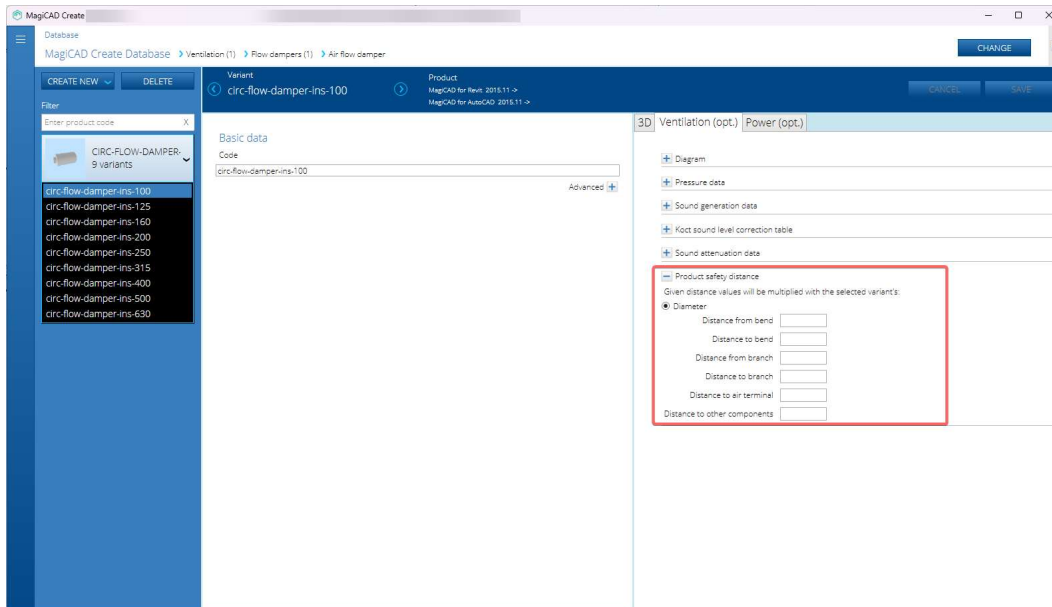 MagiCAD Create
Database
MagiCAD Create Database Ventilation (1) Flow dampers (1) Air flow damper
CHANGE
CREATE NEW
DELETE
Filter
Enter product code X
CIRC-FLOW-DAMPER-
9 variants
circ-flow-damper-ins-100
circ-flow-damper-ins-125
circ-flow-damper-ins-160
circ-flow-damper-ins-200
circ-flow-damper-ins-250
circ-flow-damper-ins-315
circ-flow-damper-ins-400
circ-flow-damper-ins-500
circ-flow-damper-ins-630
Variant
circ-flow-damper-ins-100
Product
MagiCAD for Revit 2015.11 ->
MagiCAD for AutoCAD 2015.11 ->
CANCEL
SAVE
Basic data
Code
circ-flow-damper-ins-100
Advanced
3D Ventilation (opt.) Power (opt.)
Diagram
Pressure data
Sound generation data
Koct sound level correction table
Sound attenuation data
Product safety distance
Given distance values will be multiplied with the selected variant's:
Diameter
Distance from bend
Distance to bend
Distance from branch
Distance to branch
Distance to air terminal
Distance to other components